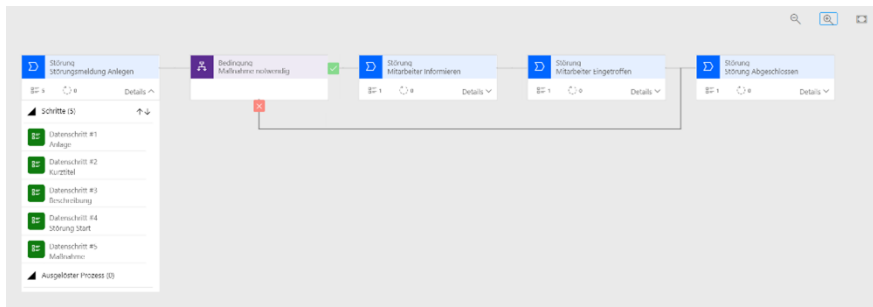 Störung
Störungsmeldung Anlegen
5
0
Details
Schritte (5)
Datenschritt #1
Anlage
Datenschritt #2
Kurztitel
Datenschritt #3
Beschreibung
Datenschritt #4
Störung Start
Datenschritt #5
Maßnahme
Ausgelöster Prozess (0)
Bedingung
Maßnahme notwendig
Störung
Mitarbeiter Informieren
1
0
Details
Störung
Mitarbeiter Eingetroffen
1
0
Details
Störung
Störung Abgeschlossen
1
0
Details